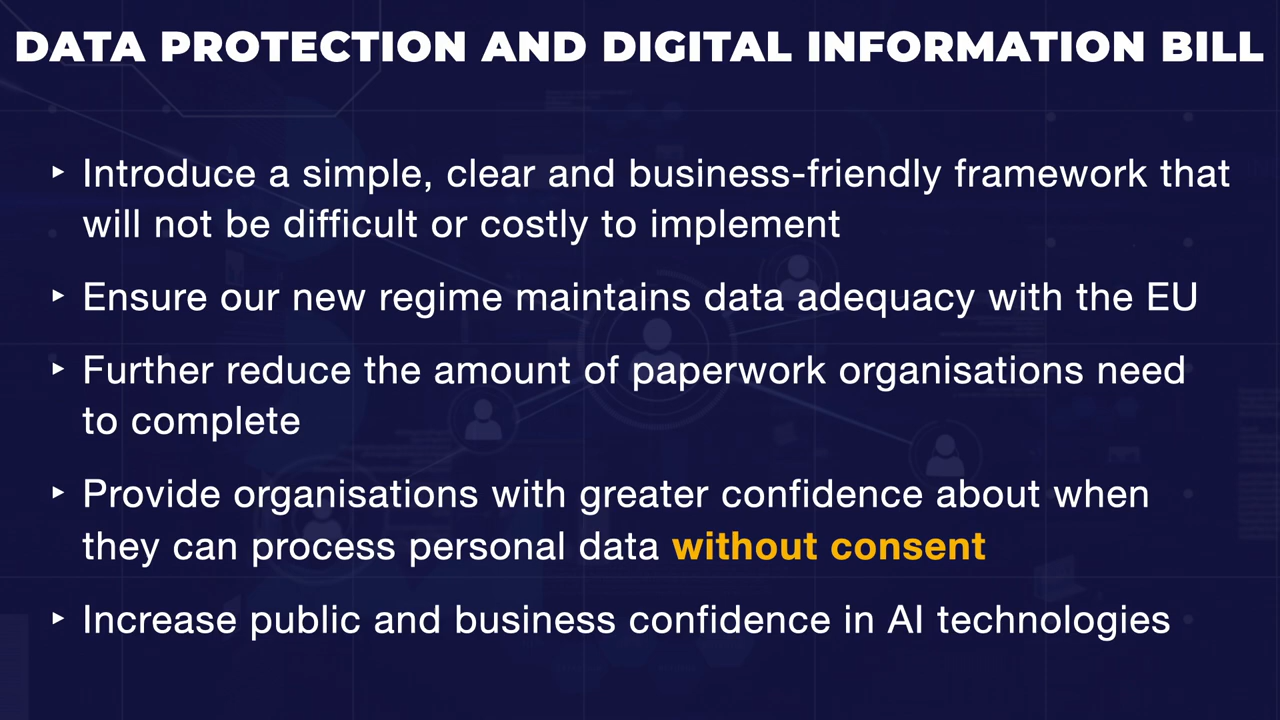 DATA PROTECTION AND DIGITAL INFORMATION BILL
‣ Introduce a simple, clear and business-friendly framework that
will not be difficult or costly to implement
‣ Ensure our new regime maintains data adequacy with the EU
‣ Further reduce the amount of paperwork organisations need
to complete
‣ Provide organisations with greater confidence about when
they can process personal data without consent
‣ Increase public and business confidence in AI technologies